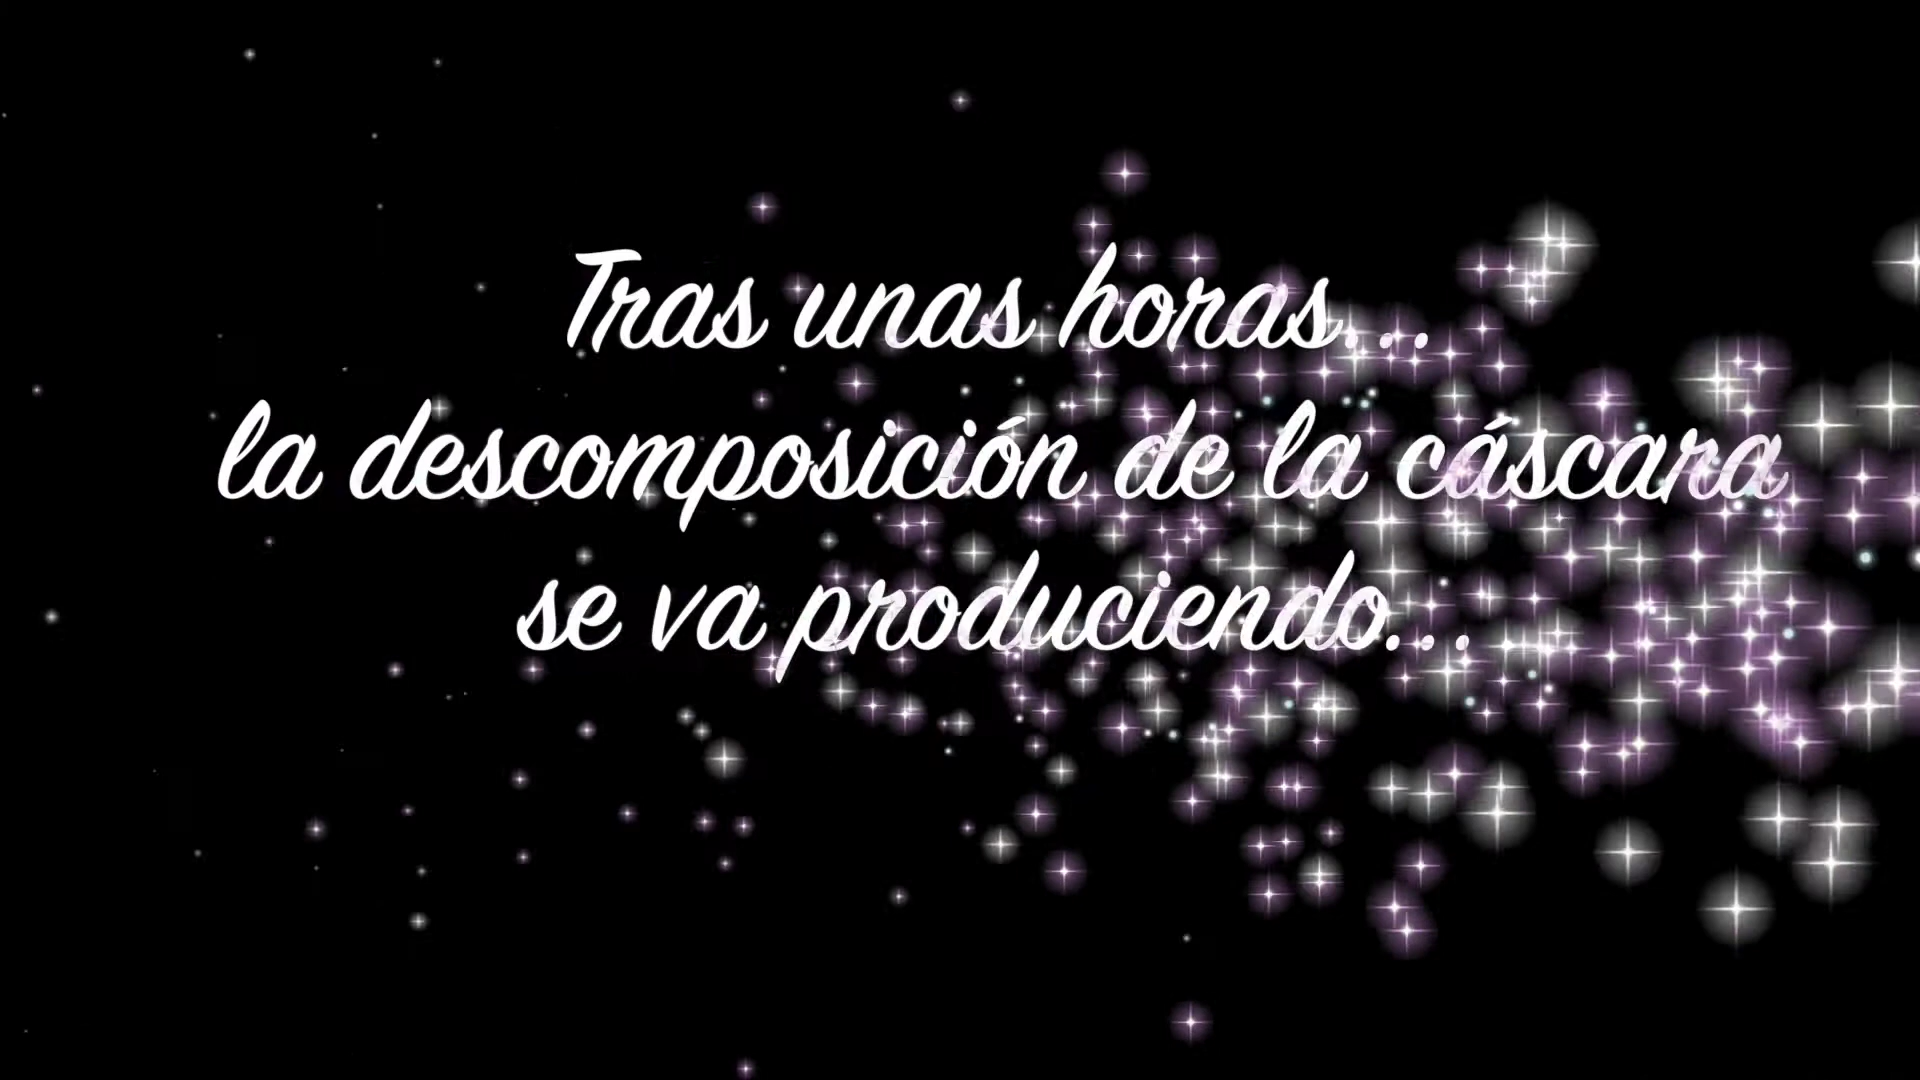 Tras unas horas...
la descomposición de la cáscara
se va produciendo...